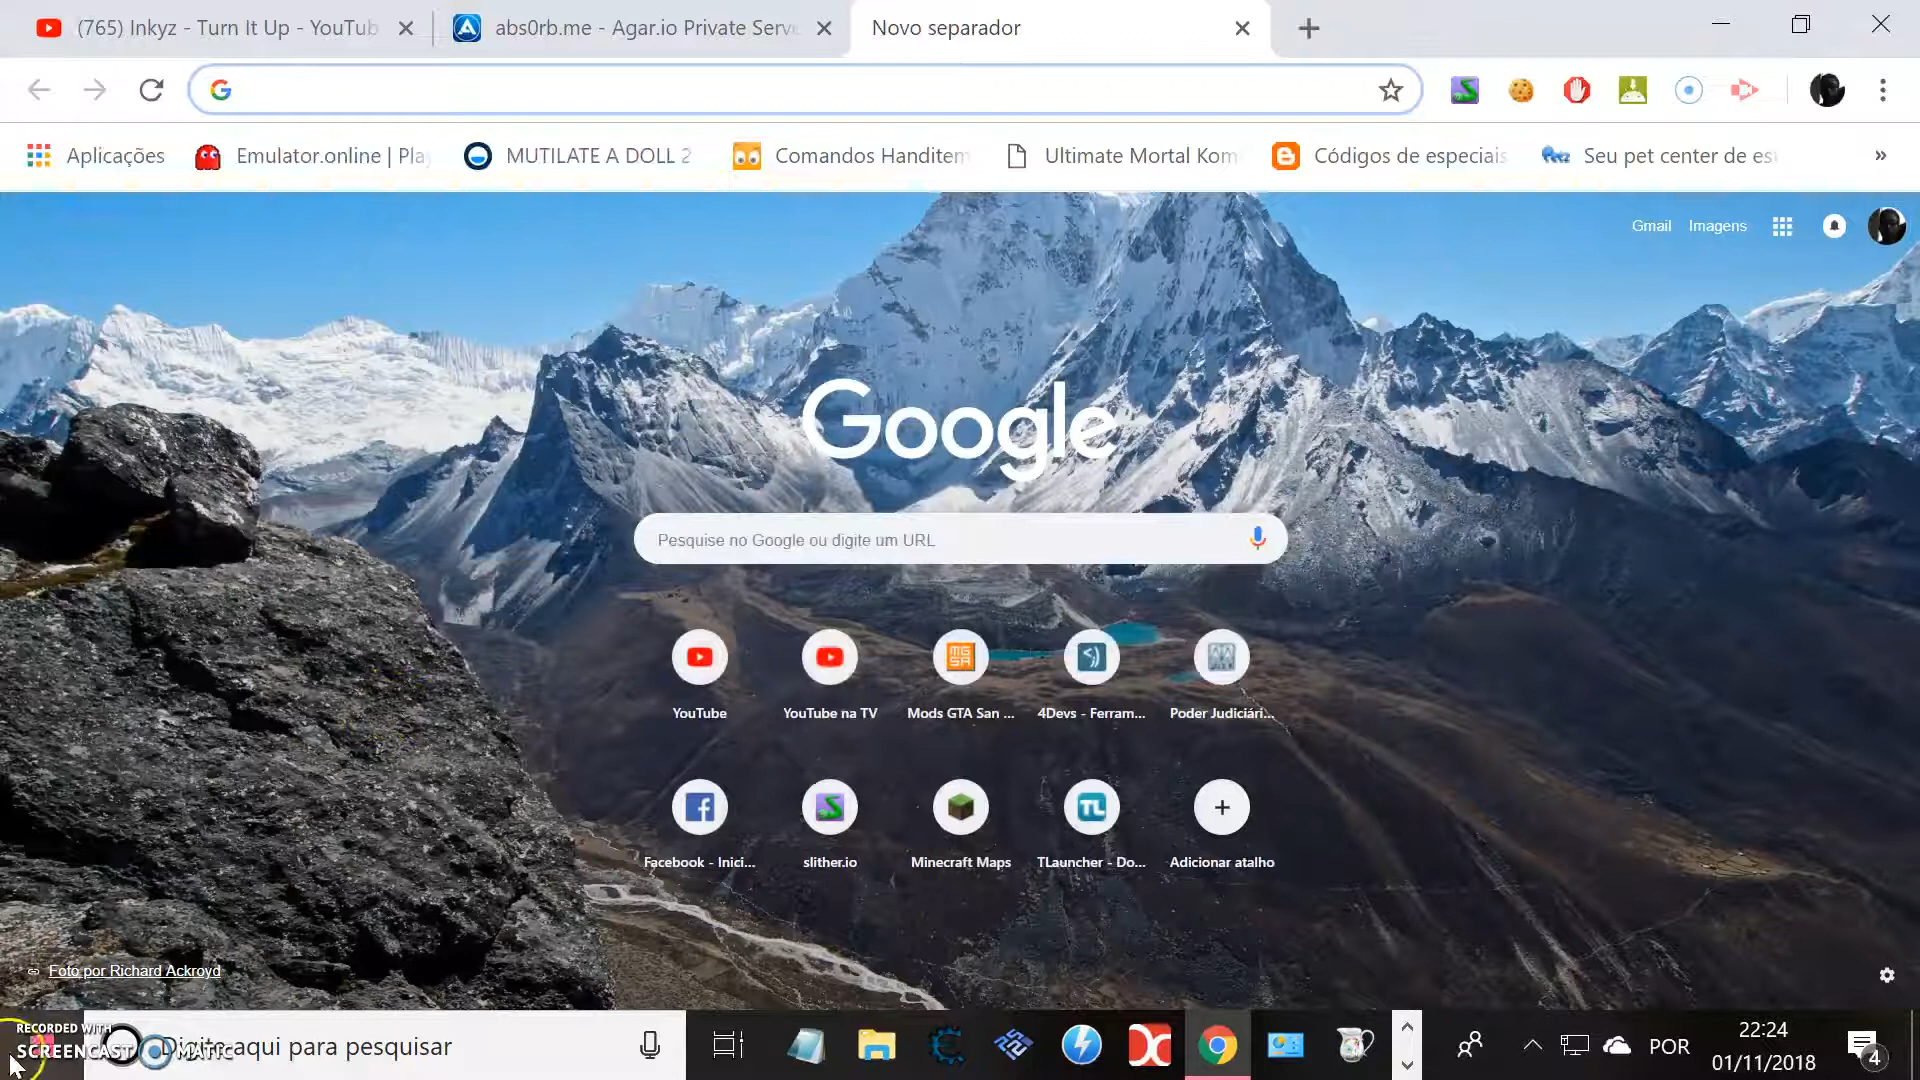 (765) Inkyz - Turn It Up - YouTub
abs0rb.me - Agar.io Private Serve
Novo separador
Aplicações
Emulator.online | Play
MUTILATE A DOLL 2
Comandos Handitem
Ultimate Mortal Kom
Códigos de especiais
Seu pet center de es
»
Gmail
Imagens
Google
Pesquise no Google ou digite um URL
YouTube
YouTube na TV
Mods GTA San ...
4Devs - Ferram...
Poder Judiciári...
Facebook - Inici...
slither.io
Minecraft Maps
TLauncher - Do...
Adicionar atalho
Foto por Richard Ackroyd
RECORDED WITH
SCREENCAST MATIC
Digite aqui para pesquisar
POR
22:24
01/11/2018
4